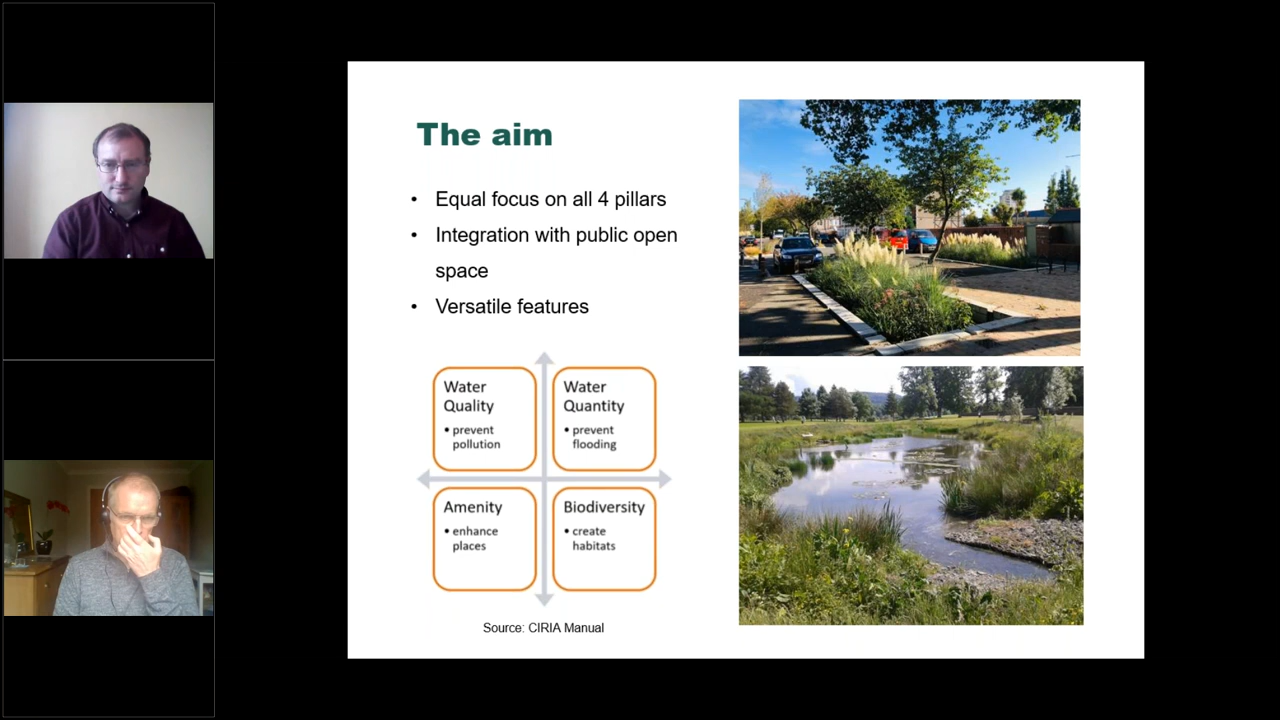 The aim
• Equal focus on all 4 pillars
• Integration with public open
space
• Versatile features
Water
Quality
• prevent
pollution
Water
Quantity
• prevent
flooding
Amenity
• enhance
places
Biodiversity
• create
habitats
Source: CIRIA Manual